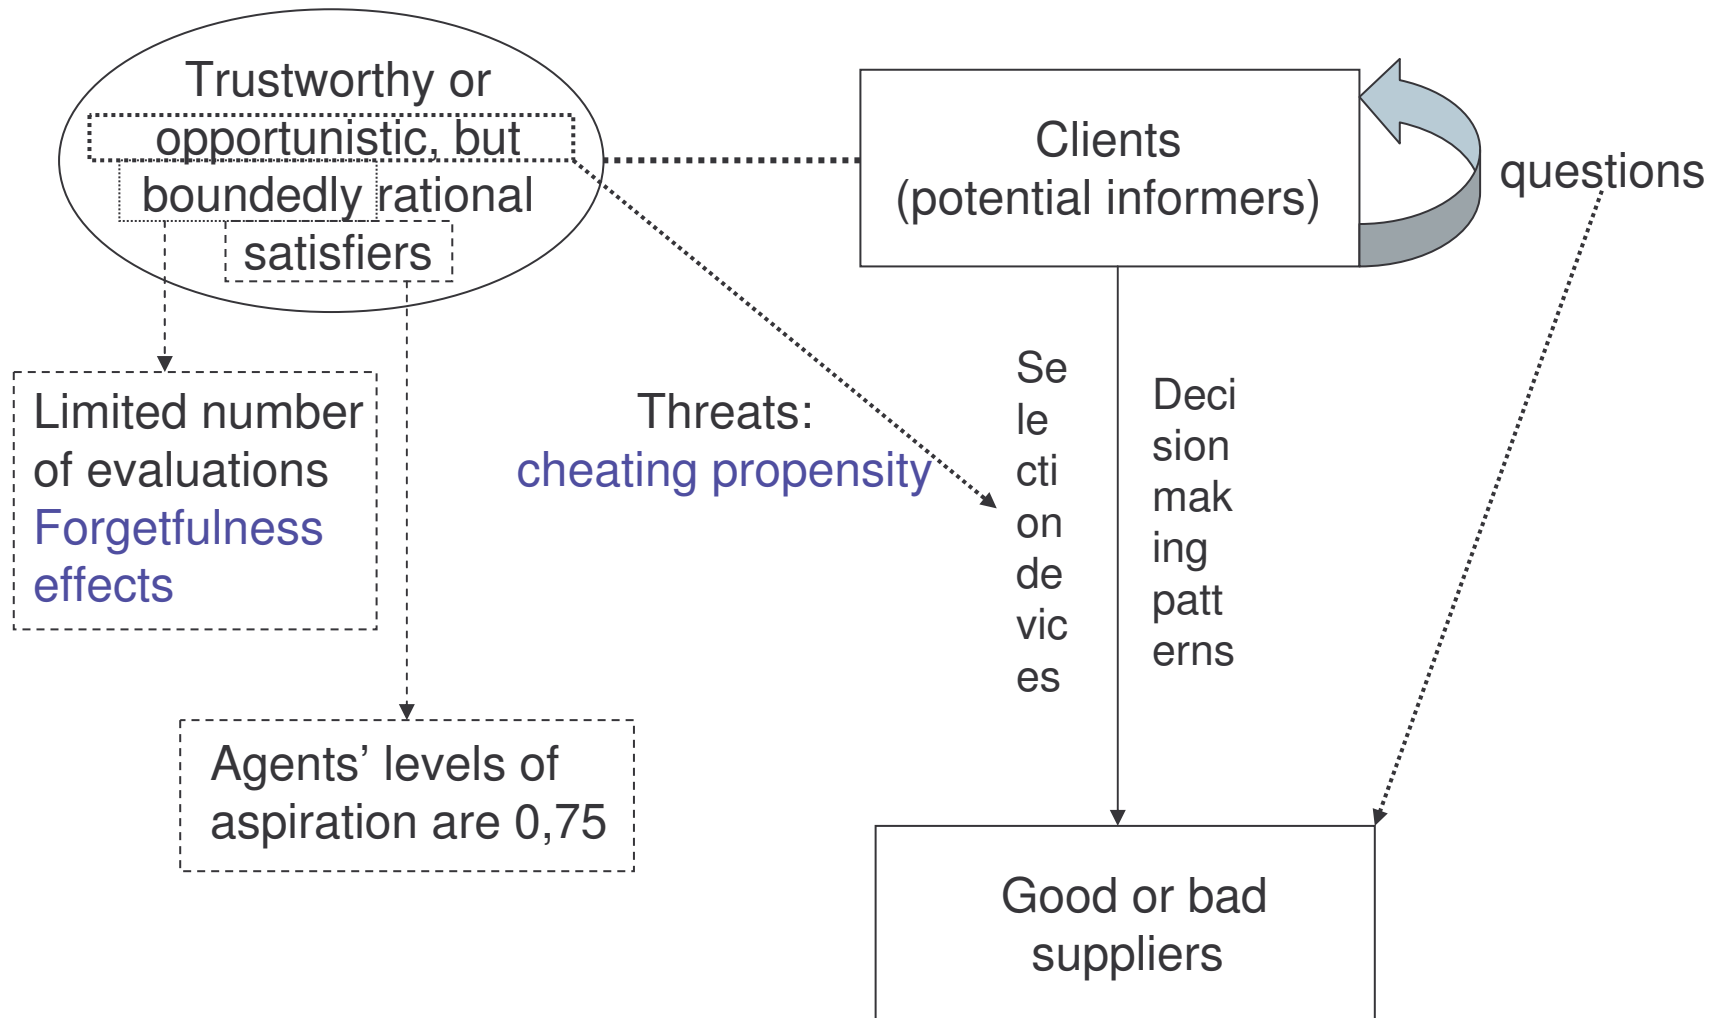 Trustworthy or
opportunistic, but
boundedly rational
satisfiers
Clients
(potential informers)
questions
Limited number
of evaluations
Forgetfulness
effects
Threats:
cheating propensity
Se
le
cti
on
de
vic
es
Deci
sion
mak
ing
patt
erns
Agents’ levels of
aspiration are 0,75
Good or bad
suppliers